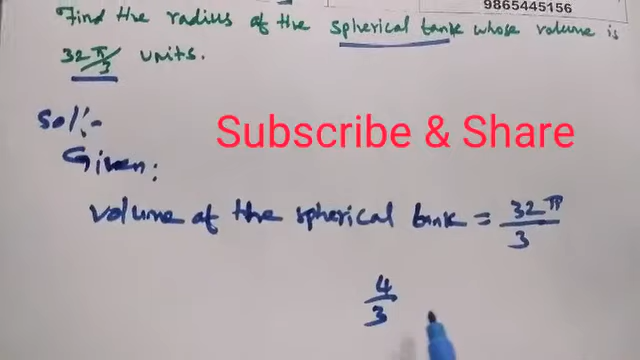 9865445156
Find the radius of the spherical tank whose volume is
32π/3 units.
Sol:-
Subscribe & Share
Given:
volume of the spherical tank = 32π/3
4/3